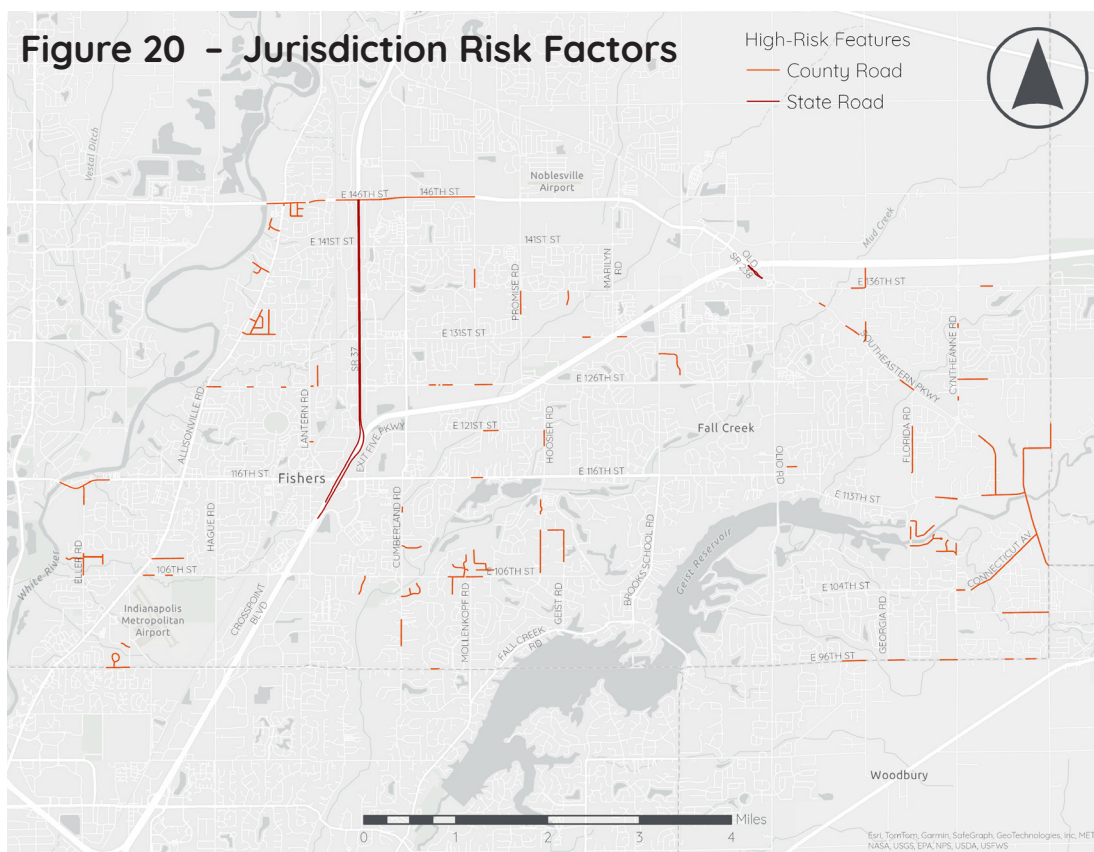 Figure 20 – Jurisdiction Risk Factors
High-Risk Features
County Road
State Road
Vestal Ditch
Noblesville
Airport
E 146TH ST
146TH ST
E 141ST ST
141ST ST
MARILYN
RD
OLD
SR 238
Mud Creek
E 136TH ST
PROMISE RD
E 131ST ST
SR 37
SOUTHEASTERN PKWY
CYNTHEANNE RD
E 126TH ST
ALLISONVILLE RD
LANTERN RD
EXIT FIVE PKWY
E 121ST ST
HOOSIER RD
Fall Creek
FLORIDA RD
OLIO RD
116TH ST
Fishers
E 116TH ST
E 113TH ST
CUMBERLAND RD
HAGUE RD
BROOKS SCHOOL RD
Geist Reservoir
White River
ELLER RD
106TH ST
E 106TH ST
CONNECTICUT AV
E 104TH ST
Indianapolis
Metropolitan
Airport
CROSSPOINT
BLVD
MOLLENKOPF RD
GEIST RD
GEORGIA RD
FALL CREEK
RD
E 96TH ST
Woodbury
Miles
0 1 2 3 4
Esri, TomTom, Garmin, SafeGraph, GeoTechnologies, Inc, MET
NASA, USGS, EPA, NPS, USDA, USFWS